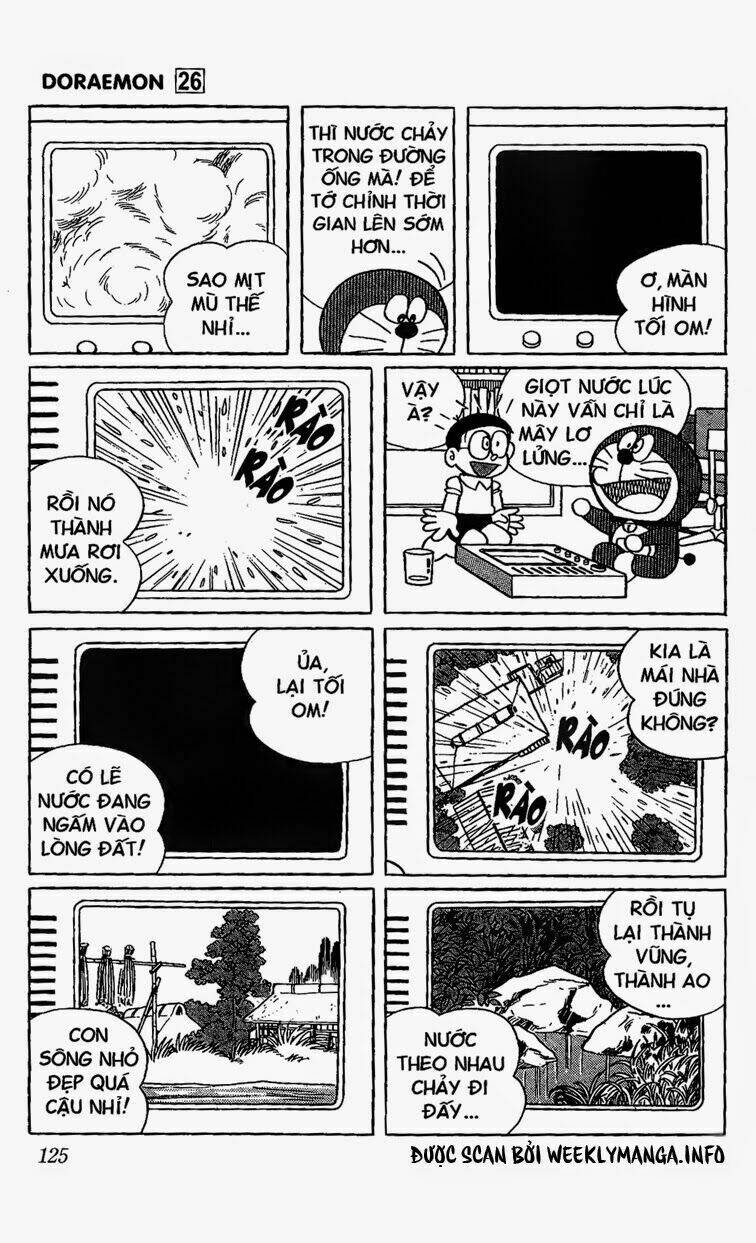 DORAEMON 26
Ơ, MÀN
HÌNH
TỐI OM!
THÌ NƯỚC CHẢY
TRONG ĐƯỜNG
ỐNG MÀ! ĐỂ
TỚ CHỈNH THỜI
GIAN LÊN SỚM
HƠN...
SAO MỊT
MÙ THẾ
NHỈ...
GIỌT NƯỚC LÚC
NÀY VẪN CHỈ LÀ
MÂY LƠ
LỬNG...
VẬY
À?
RÀO
RÀO
RỒI NÓ
THÀNH
MƯA RƠI
XUỐNG.
KIA LÀ
MÁI NHÀ
ĐÚNG
KHÔNG?
RÀO
RÀO
ỦA,
LẠI TỐI
OM!
CÓ LẼ
NƯỚC ĐANG
NGẤM VÀO
LÒNG ĐẤT!
RỒI TỤ
LẠI THÀNH
VŨNG,
THÀNH AO
...
NƯỚC
THEO NHAU
CHẢY ĐI
ĐẤY...
CON
SÔNG NHỎ
ĐẸP QUÁ
CẬU NHỈ!
125
ĐƯỢC SCAN BỞI WEEKLYMANGA.INFO